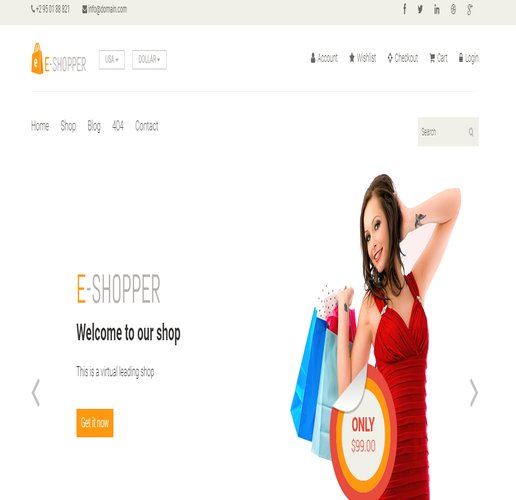 +2 95 01 88 821 info@domain.com
E-SHOPPER USA DOLLAR Account Wishlist Checkout Cart Login
Home Shop Blog 404 Contact Search
E-SHOPPER
Welcome to our shop
This is a virtual leading shop
Get it now
ONLY
$99.00